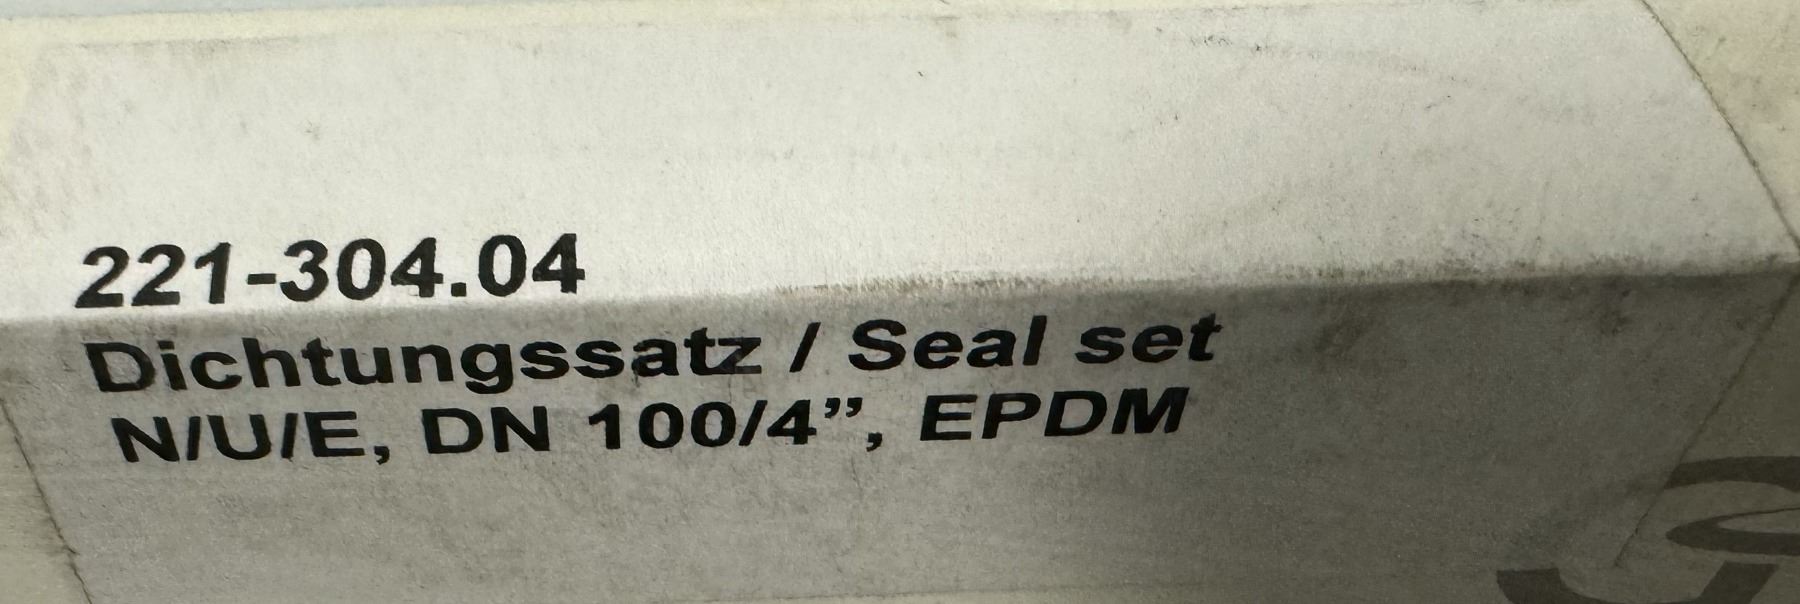 221-304.04
Dichtungssatz / Seal set
N/U/E, DN 100/4”, EPDM